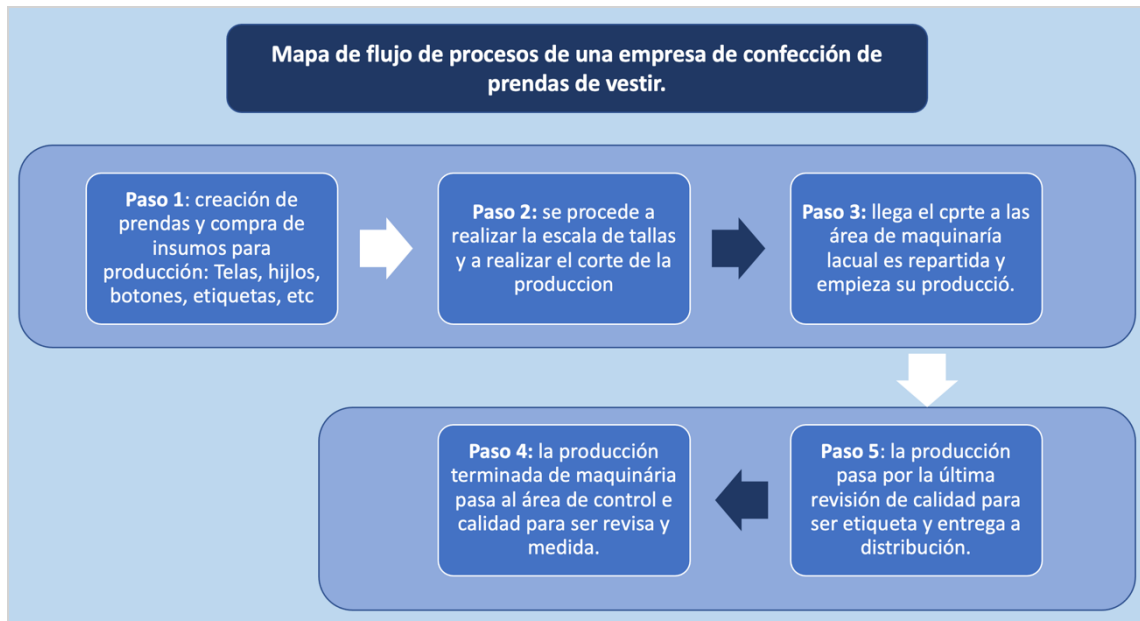 Mapa de flujo de procesos de una empresa de confección de
prendas de vestir.
Paso 1: creación de
prendas y compra de
insumos para
producción: Telas, hijlos,
botones, etiquetas, etc
Paso 2: se procede a
realizar la escala de tallas
y a realizar el corte de la
produccion
Paso 3: llega el cprte a las
área de maquinaría
lacual es repartida y
empieza su producció.
Paso 4: la producción
terminada de maquinária
pasa al área de control e
calidad para ser revisa y
medida.
Paso 5: la producción
pasa por la última
revisión de calidad para
ser etiqueta y entrega a
distribución.